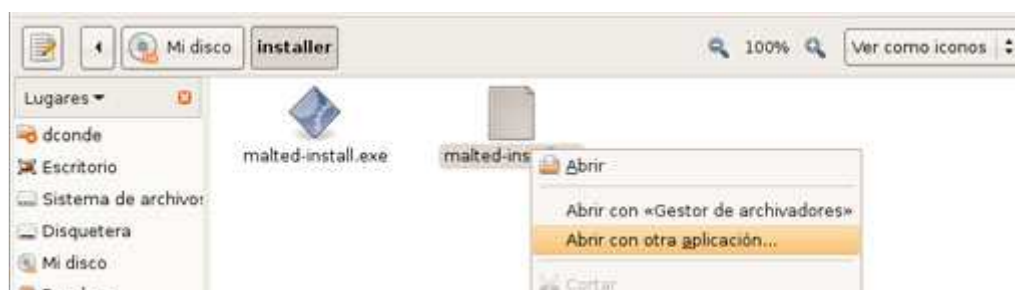 Mi disco
installer
100%
Ver como iconos
Lugares
dconde
Escritorio
Sistema de archivos
Disquetera
Mi disco
malted-install.exe
malted-ins
Abrir
Abrir con «Gestor de archivadores»
Abrir con otra aplicación...
Cortar